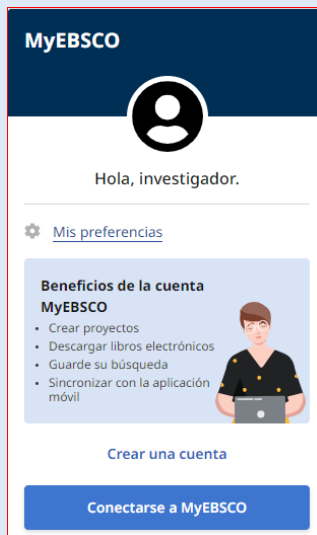 MyEBSCO
Hola, investigador.
Mis preferencias
Beneficios de la cuenta
MyEBSCO
• Crear proyectos
• Descargar libros electrónicos
• Guarde su búsqueda
• Sincronizar con la aplicación
móvil
Crear una cuenta
Conectarse a MyEBSCO